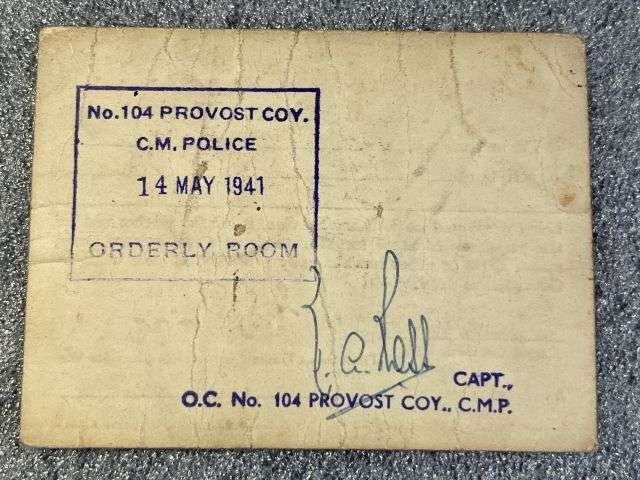 No.104 PROVOST COY.
C.M. POLICE
14 MAY 1941
ORDERLY ROOM
CAPT.,
O.C. No. 104 PROVOST COY., C.M.P.